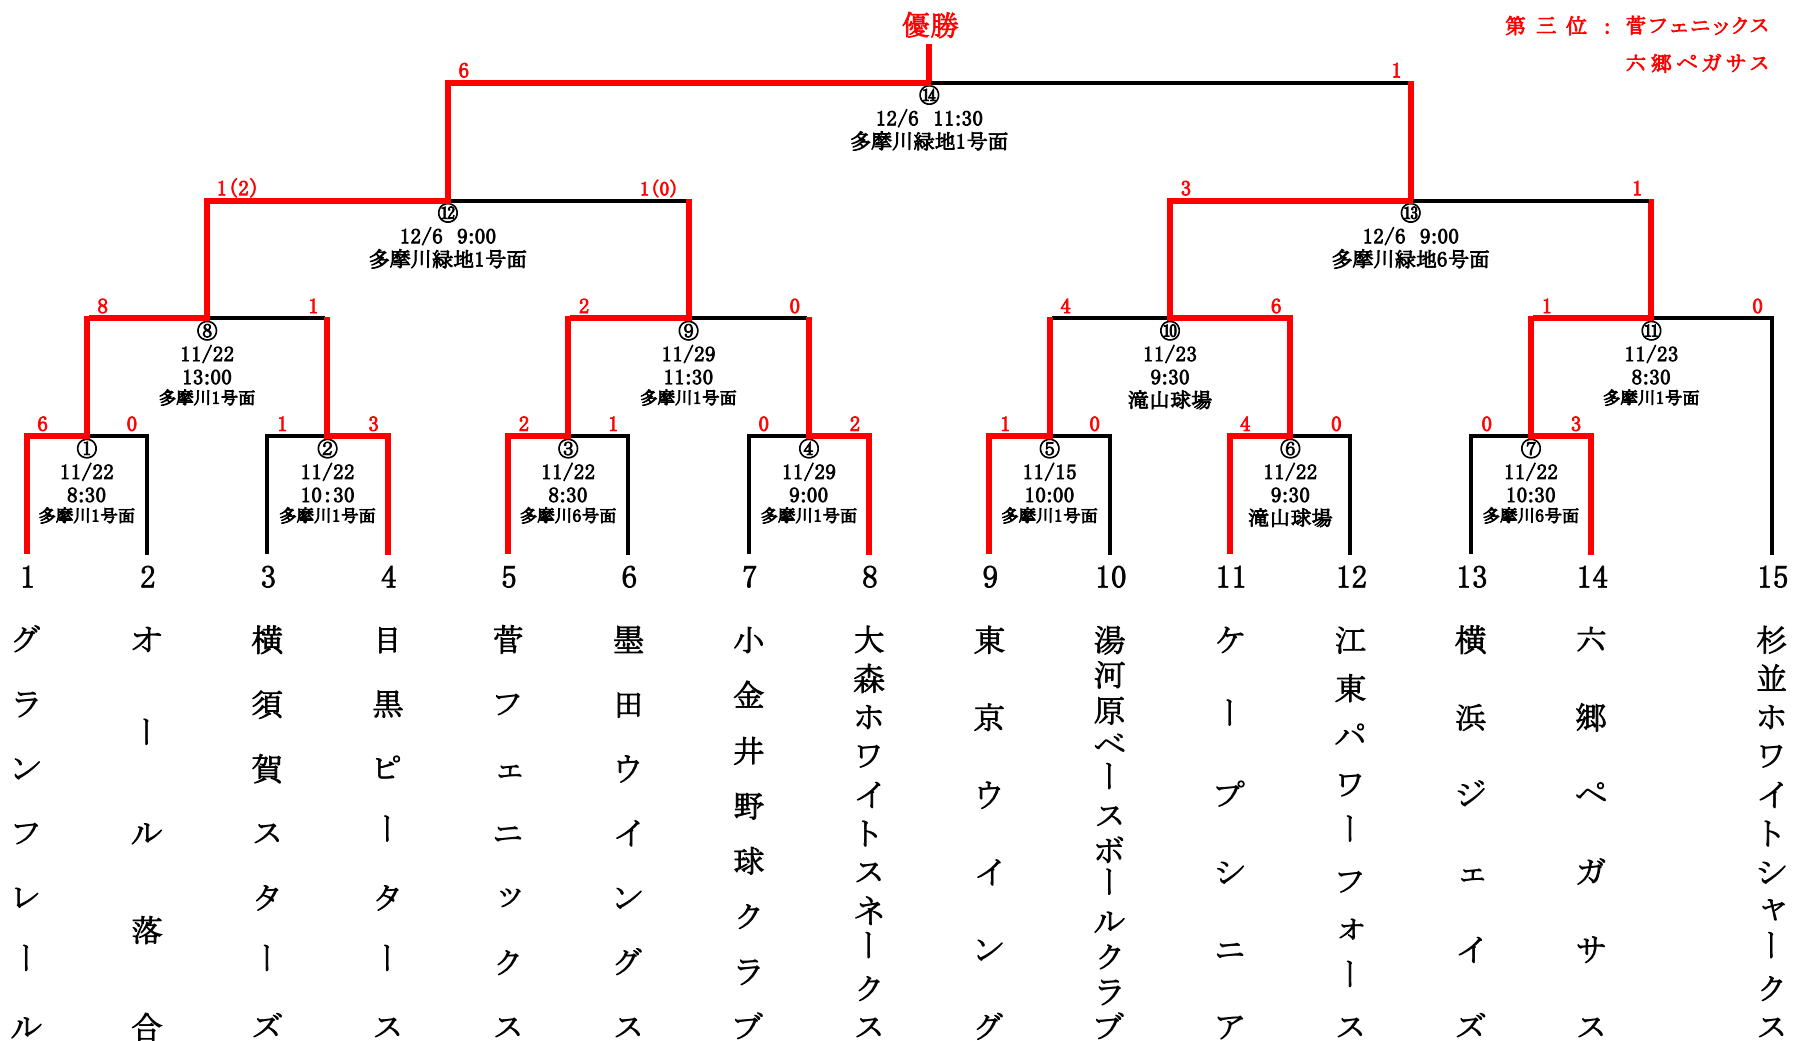 優勝
第三位：菅フェニックス
六郷ペガサス
6 1
⑭
12/6 11:30
多摩川緑地1号面
1(2) 1(0) 3 1
⑫ ⑬
12/6 9:00 12/6 9:00
多摩川緑地1号面 多摩川緑地6号面
8 1 2 0 4 6 1 0
⑧ ⑨ ⑩ ⑪
11/22 11/29 11/23 11/23
13:00 11:30 9:30 8:30
多摩川1号面 多摩川1号面 滝山球場 多摩川1号面
6 0 1 3 2 1 0 2 1 0 4 0 0 3
① ② ③ ④ ⑤ ⑥ ⑦
11/22 11/22 11/22 11/29 11/15 11/22 11/22
8:30 10:30 8:30 9:00 10:00 9:30 10:30
多摩川1号面 多摩川1号面 多摩川6号面 多摩川1号面 多摩川1号面 滝山球場 多摩川6号面
1 2 3 4 5 6 7 8 9 10 11 12 13 14 15
グランフレール
オール落合
横須賀スターズ
目黒ピータース
菅フェニックス
墨田ウイングス
小金井野球クラブ
大森ホワイトスネークス
東京ウイング
湯河原ベースボールクラブ
ケープシニア
江東パワーフォース
横浜ジェイズ
六郷ペガサス
杉並ホワイトシャークス